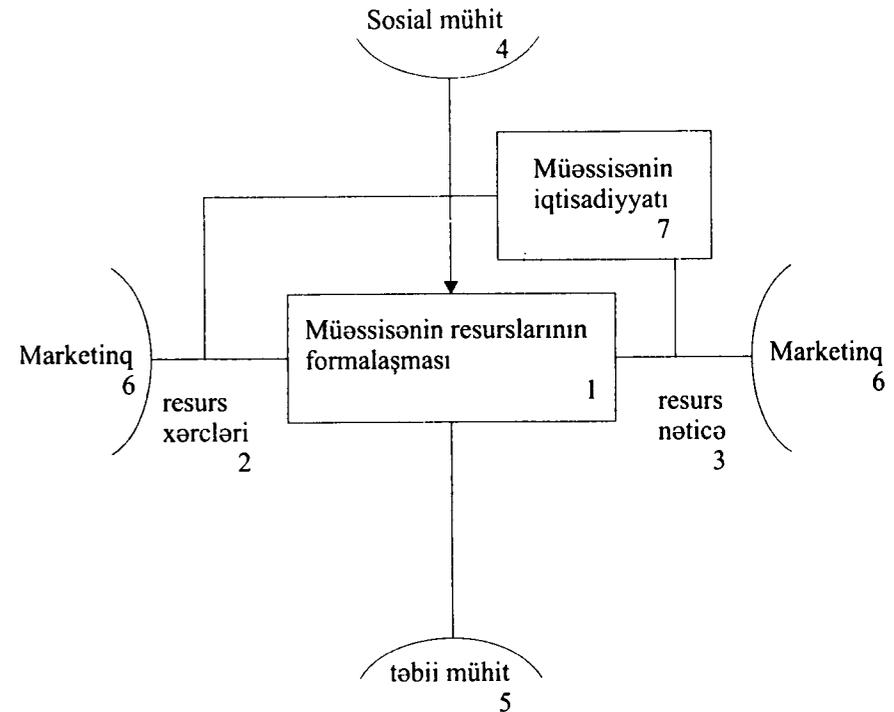 Sosial mühit
4
Müəssisənin
iqtisadiyyatı
7
Müəssisənin resurslarının
formalaşması
1
Marketinq
6
resurs
xərcləri
2
resurs
nəticə
3
Marketinq
6
təbii mühit
5